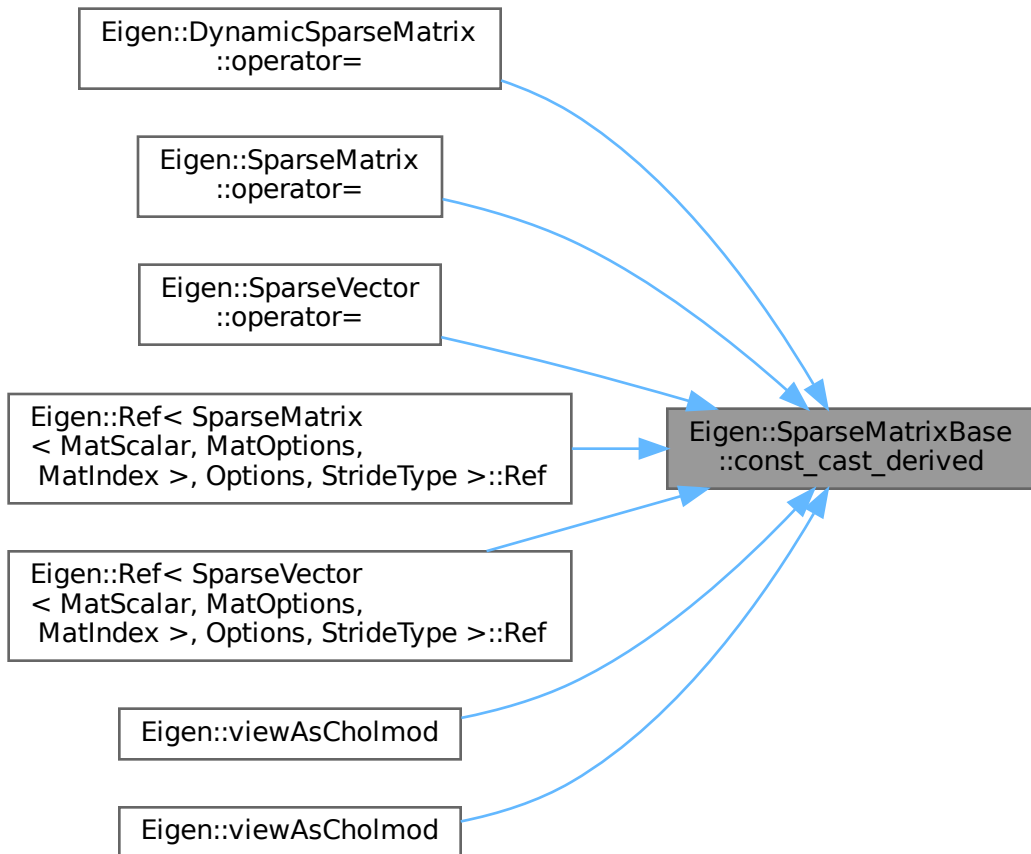 Eigen::DynamicSparseMatrix
::operator=
Eigen::SparseMatrix
::operator=
Eigen::SparseVector
::operator=
Eigen::Ref< SparseMatrix
< MatScalar, MatOptions,
MatIndex >, Options, StrideType >::Ref
Eigen::SparseMatrixBase
::const_cast_derived
Eigen::Ref< SparseVector
< MatScalar, MatOptions,
MatIndex >, Options, StrideType >::Ref
Eigen::viewAsCholmod
Eigen::viewAsCholmod